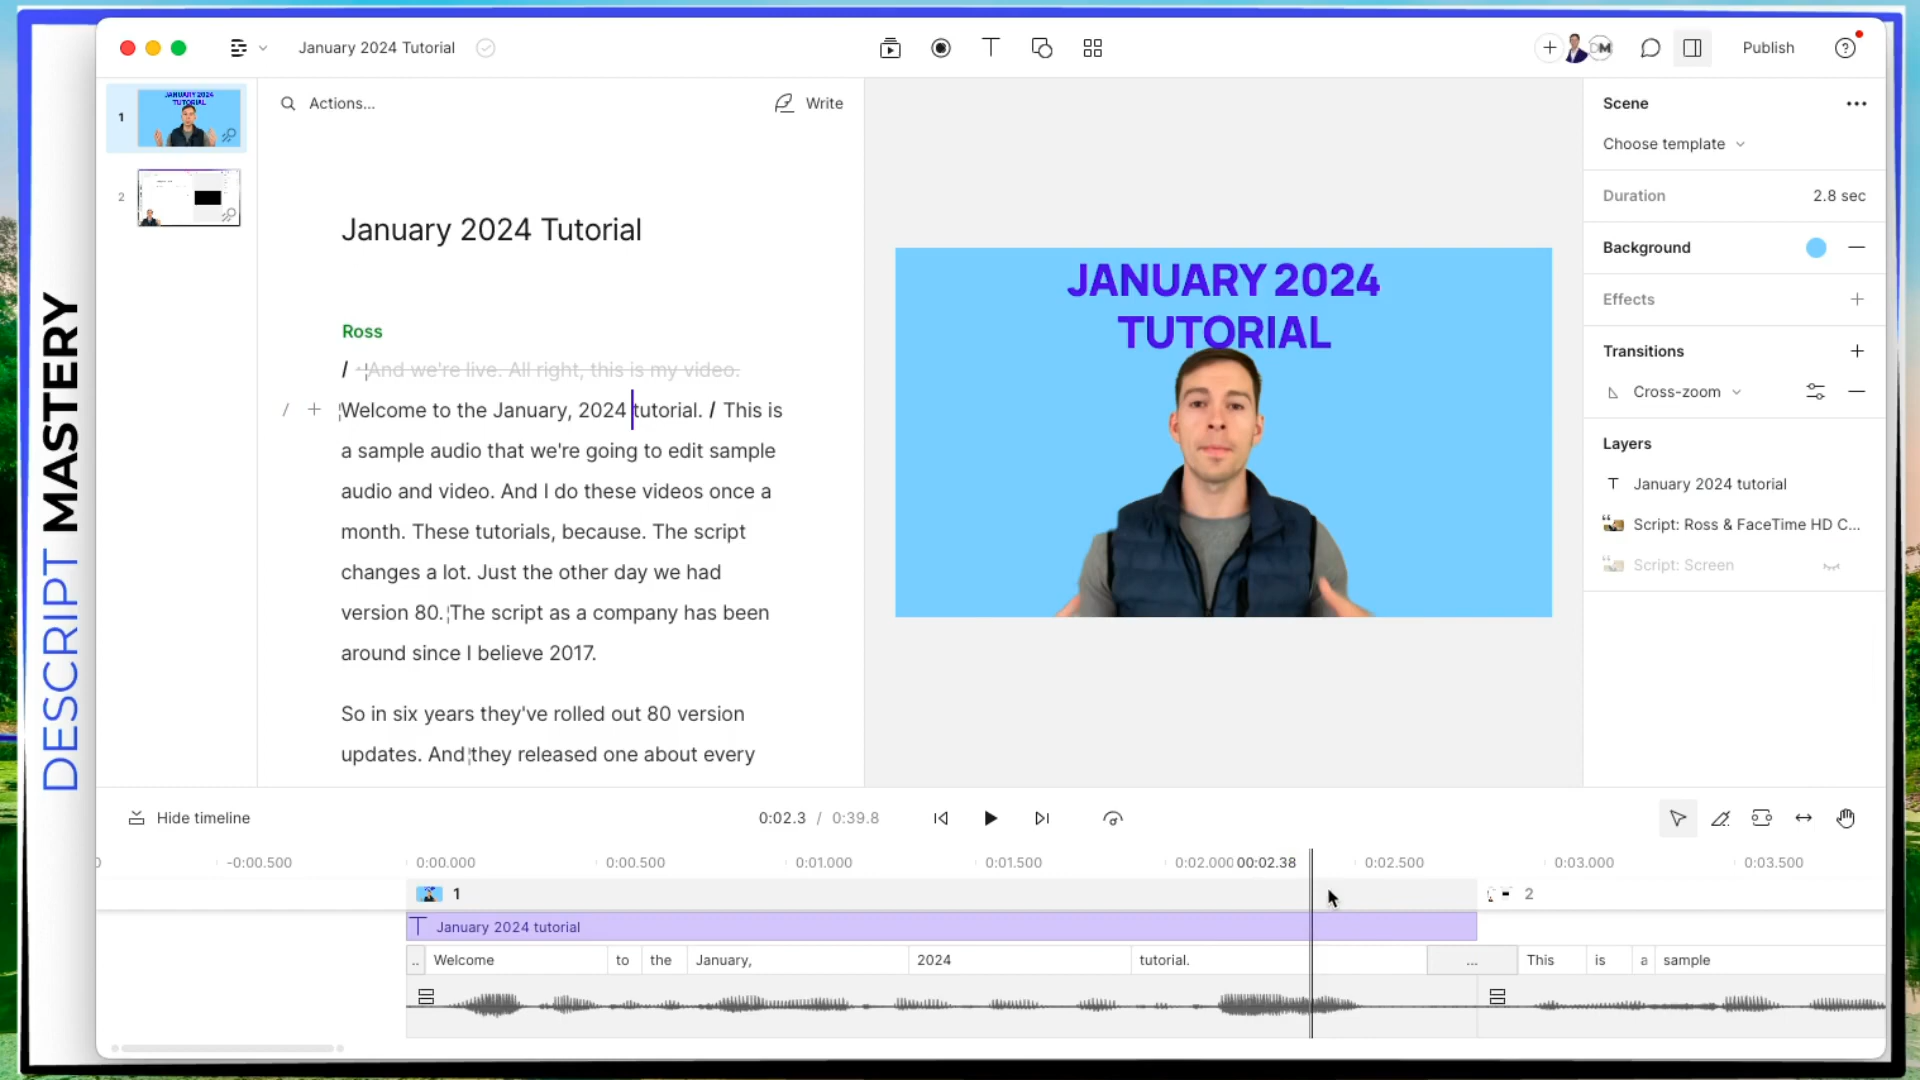 DESCRIPT MASTERY
January 2024 Tutorial
Publish
1
JANUARY 2024
TUTORIAL
2
Actions...
Write
January 2024 Tutorial
Ross
/ And we're live. All right, this is my video.
/ + Welcome to the January, 2024 tutorial. / This is
a sample audio that we're going to edit sample
audio and video. And I do these videos once a
month. These tutorials, because. The script
changes a lot. Just the other day we had
version 80. The script as a company has been
around since I believe 2017.
So in six years they've rolled out 80 version
updates. And they released one about every
JANUARY 2024
TUTORIAL
Scene
Choose template
Duration 2.8 sec
Background
Effects
Transitions
Cross-zoom
Layers
January 2024 tutorial
Script: Ross & FaceTime HD C...
Script: Screen
Hide timeline
0:02.3 / 0:39.8
-0:00.500 0:00.000 0:00.500 0:01.000 0:01.500 0:02.000 00:02.38 0:02.500 0:03.000 0:03.500
1 2
January 2024 tutorial
.. Welcome to the January, 2024 tutorial. ... This is a sample